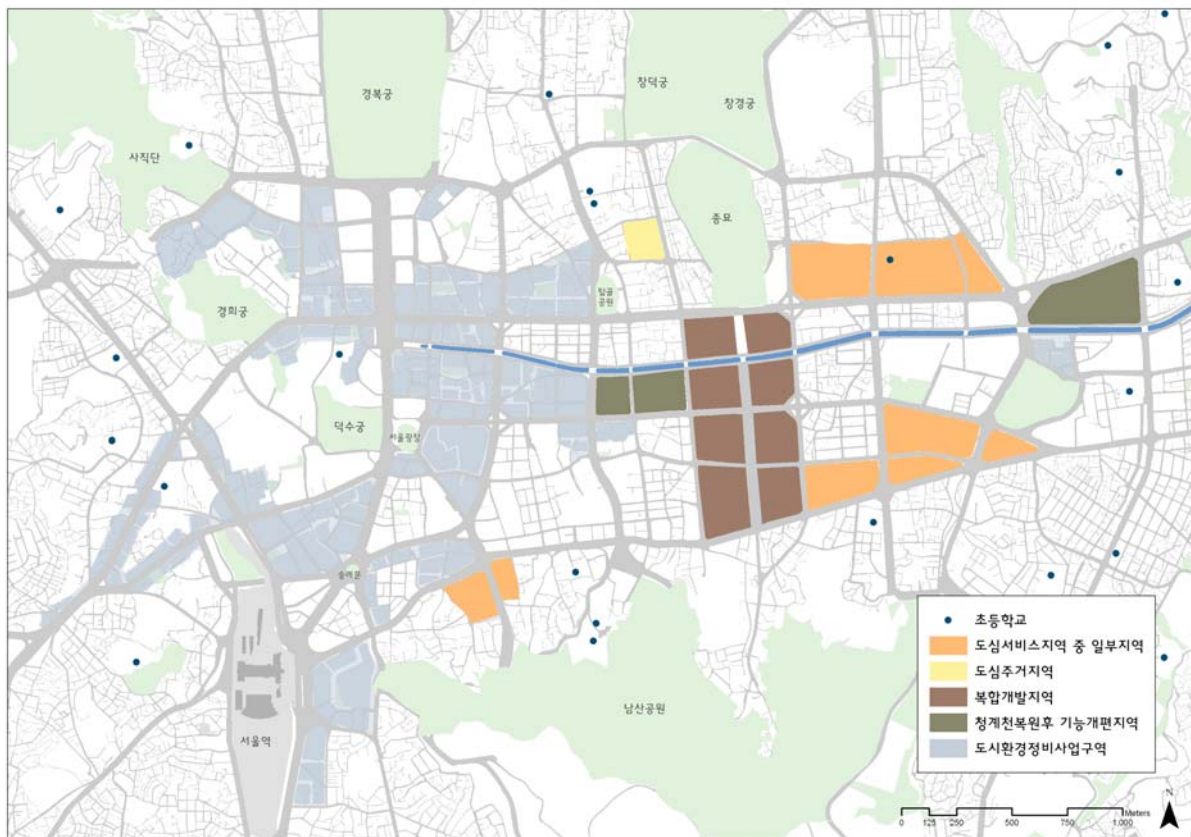 경복궁
창덕궁
창경궁
사직단
종묘
탑골
공원
경희궁
덕수궁
서울광장
숭례문
서울역
남산공원
초등학교
도심서비스지역 중 일부지역
도심주거지역
복합개발지역
청계천복원후 기능개편지역
도시환경정비사업구역
N
Meters
0 125 250 500 750 1,000